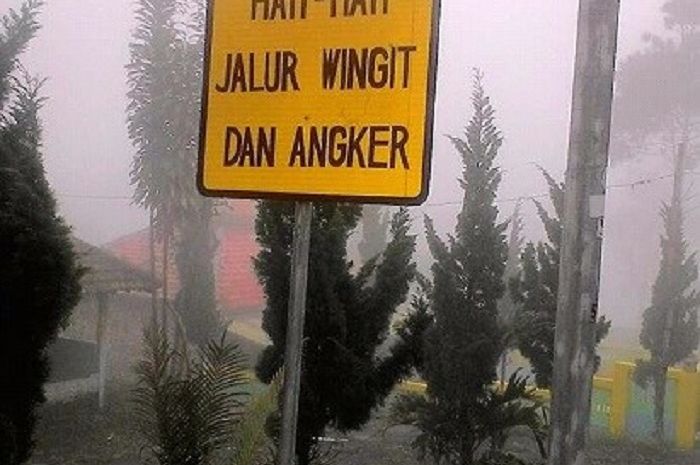 HATI-HATI
JALUR WINGIT
DAN ANGKER